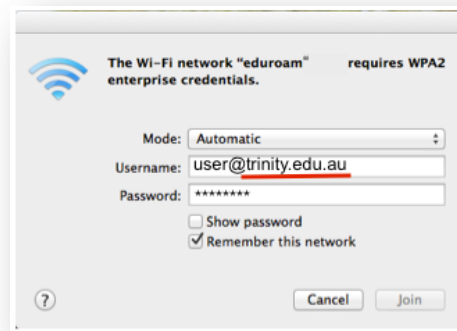 The Wi-Fi network “eduroam“ requires WPA2
enterprise credentials.
Mode: Automatic
Username: user@trinity.edu.au
Password: ********
Show password
Remember this network
? Cancel Join